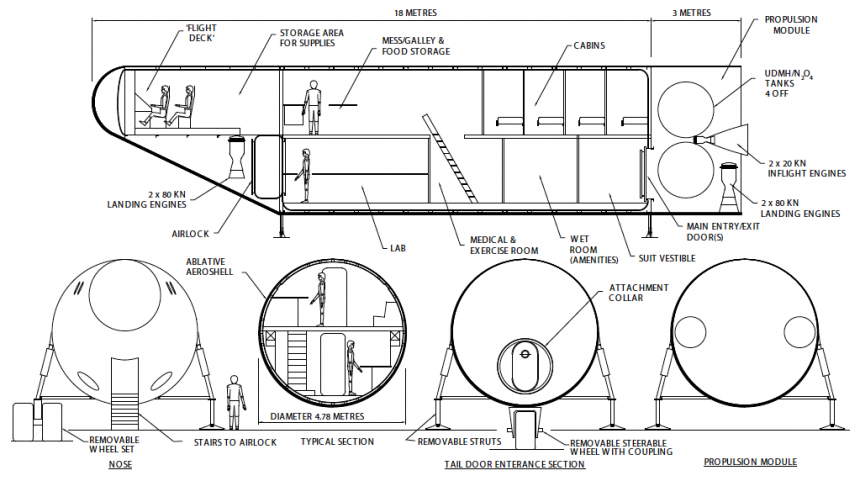 18 METRES
3 METRES
PROPULSION
MODULE
'FLIGHT
DECK'
STORAGE AREA
FOR SUPPLIES
MESS/GALLEY &
FOOD STORAGE
CABINS
UDMH/N2O4
TANKS
4 OFF
2 x 20 KN
INFLIGHT ENGINES
2 x 80 KN
LANDING ENGINES
2 x 80 KN
LANDING ENGINES
AIRLOCK
LAB
MEDICAL &
EXERCISE ROOM
WET
ROOM
(AMENITIES)
SUIT VESTIBLE
MAIN ENTRY/EXIT
DOOR(S)
ABLATIVE
AEROSHELL
ATTACHMENT
COLLAR
DIAMETER 4.78 METRES
REMOVABLE
WHEEL SET
STAIRS TO AIRLOCK
TYPICAL SECTION
REMOVABLE STRUTS
REMOVABLE STEERABLE
WHEEL WITH COUPLING
NOSE
TAIL DOOR ENTERANCE SECTION
PROPULSION MODULE